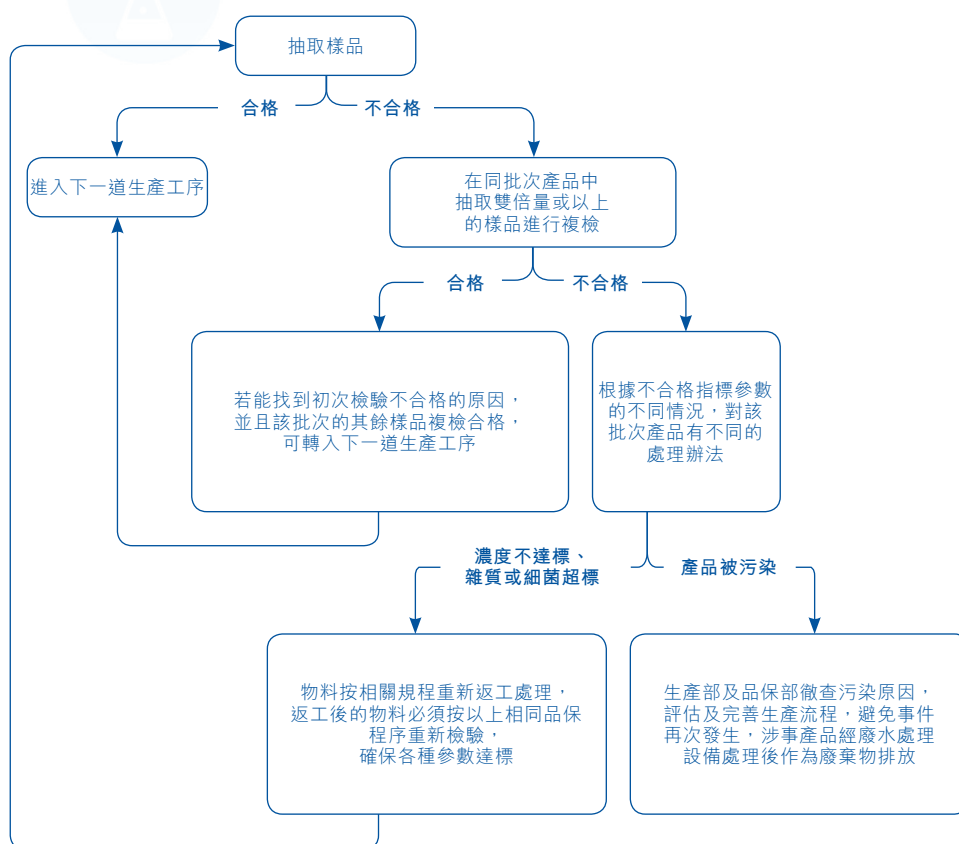 抽取樣品
合格
不合格
進入下一道生產工序
在同批次產品中
抽取雙倍量或以上
的樣品進行複檢
合格
不合格
若能找到初次檢驗不合格的原因，
並且該批次的其餘樣品複檢合格，
可轉入下一道生產工序
根據不合格指標參數
的不同情況，對該
批次產品有不同的
處理辦法
濃度不達標、
雜質或細菌超標
產品被污染
物料按相關規程重新返工處理，
返工後的物料必須按以上相同品保
程序重新檢驗，
確保各種參數達標
生產部及品保部徹查污染原因，
評估及完善生產流程，避免事件
再次發生，涉事產品經廢水處理
設備處理後作為廢棄物排放